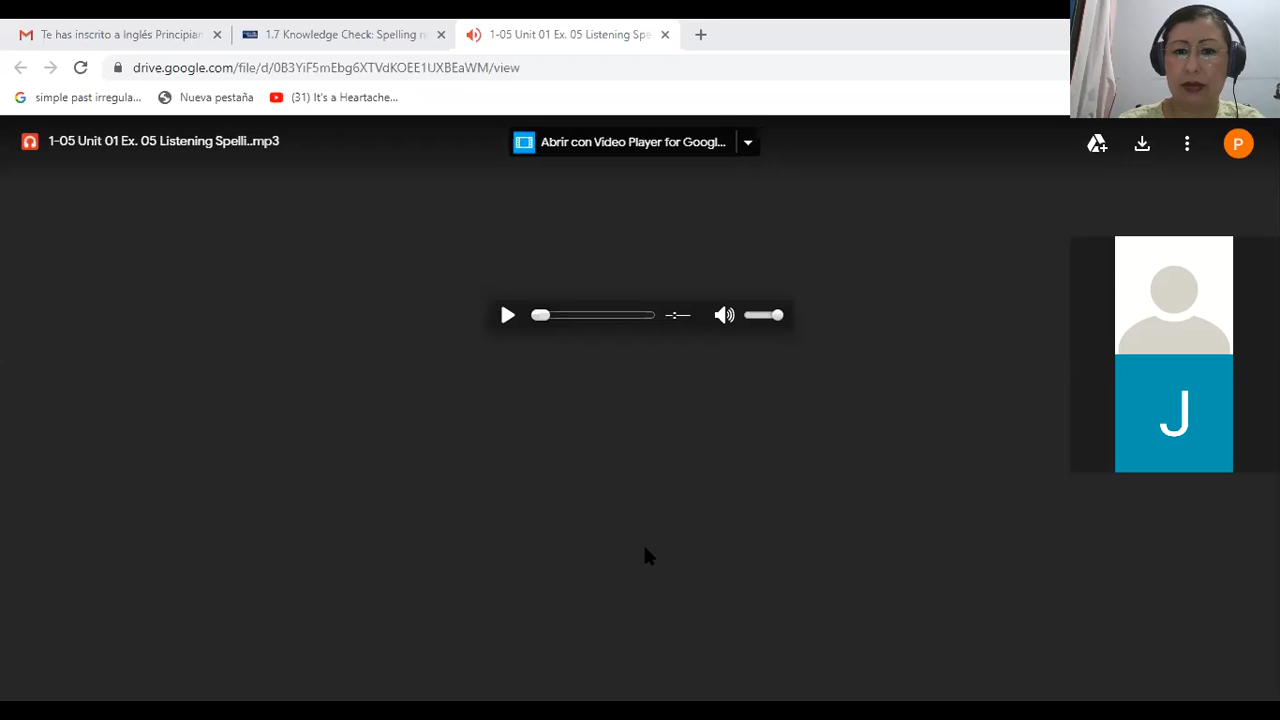 Te has inscrito a Inglés Principian
1.7 Knowledge Check: Spelling n
1-05 Unit 01 Ex. 05 Listening Spe
drive.google.com/file/d/0B3YiF5mEbg6XTVdKOEE1UXBEaWM/view
simple past irregula...
Nueva pestaña
(31) It's a Heartache...
1-05 Unit 01 Ex. 05 Listening Spelli..mp3
Abrir con Video Player for Googl...
P
-:--
J